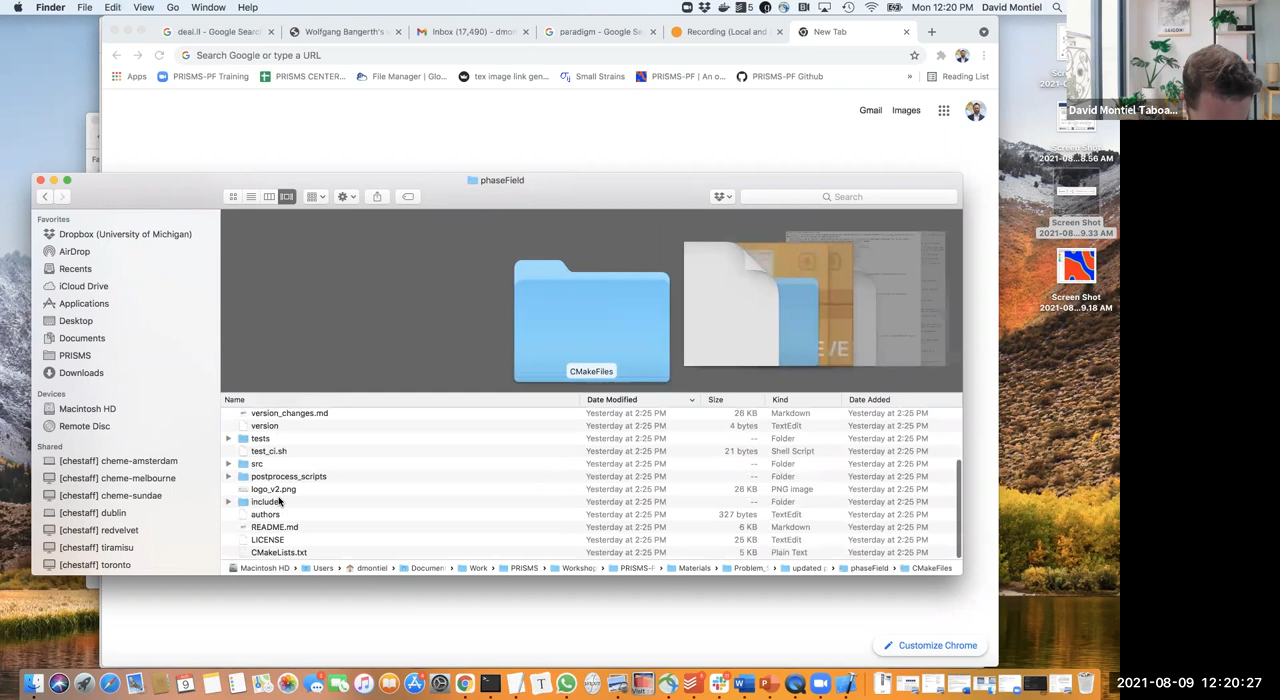 Finder File Edit View Go Window Help
5
Mon 12:20 PM David Montiel
deal.II - Google Search
Wolfgang Bangerth's
Inbox (17,490) - dmo
paradigm - Google Se
Recording (Local and
New Tab
Search Google or type a URL
Apps
PRISMS-PF Training
PRISMS CENTER...
File Manager | Glo...
tex image link gen...
Small Strains
PRISMS-PF | An o...
PRISMS-PF Github
»
Reading List
Gmail Images
David Montiel Taboa...
2021-08...8.56 AM
Screen Shot
2021-08...9.33 AM
Screen Shot
2021-08...9.18 AM
phaseField
Search
Favorites
Dropbox (University of Michigan)
AirDrop
Recents
iCloud Drive
Applications
Desktop
Documents
PRISMS
Downloads
Devices
Macintosh HD
Remote Disc
Shared
[chestaff] cheme-amsterdam
[chestaff] cheme-melbourne
[chestaff] cheme-sundae
[chestaff] dublin
[chestaff] redvelvet
[chestaff] tiramisu
[chestaff] toronto
CMakeFiles
Name Date Modified Size Kind Date Added
version_changes.md Yesterday at 2:25 PM 26 KB Markdown Yesterday at 2:25 PM
version Yesterday at 2:25 PM 4 bytes TextEdit Yesterday at 2:25 PM
tests Yesterday at 2:25 PM -- Folder Yesterday at 2:25 PM
test_ci.sh Yesterday at 2:25 PM 21 bytes Shell Script Yesterday at 2:25 PM
src Yesterday at 2:25 PM -- Folder Yesterday at 2:25 PM
postprocess_scripts Yesterday at 2:25 PM -- Folder Yesterday at 2:25 PM
logo_v2.png Yesterday at 2:25 PM 26 KB PNG image Yesterday at 2:25 PM
include Yesterday at 2:25 PM -- Folder Yesterday at 2:25 PM
authors Yesterday at 2:25 PM 327 bytes TextEdit Yesterday at 2:25 PM
README.md Yesterday at 2:25 PM 6 KB Markdown Yesterday at 2:25 PM
LICENSE Yesterday at 2:25 PM 25 KB TextEdit Yesterday at 2:25 PM
CMakeLists.txt Yesterday at 2:25 PM 5 KB Plain Text Yesterday at 2:25 PM
Macintosh HD › Users › dmontiel › Documen › Work › PRISMS › Workshop › PRISMS-F › Materials › Problem_ › updated p › phaseField › CMakeFiles
Customize Chrome
9
2021-08-09 12:20:27